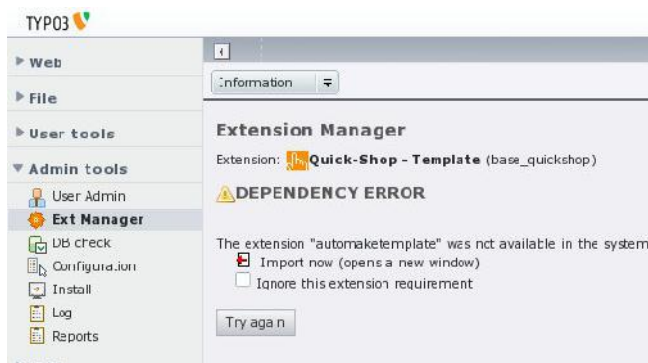 TYPO3
Web
File
User tools
Admin tools
User Admin
Ext Manager
DB check
Configuration
Install
Log
Reports
Information
Extension Manager
Extension: Quick-Shop - Template (base_quickshop)
DEPENDENCY ERROR
The extension "automaketemplate" was not available in the system
Import now (opens a new window)
Ignore this extension requirement
Try again